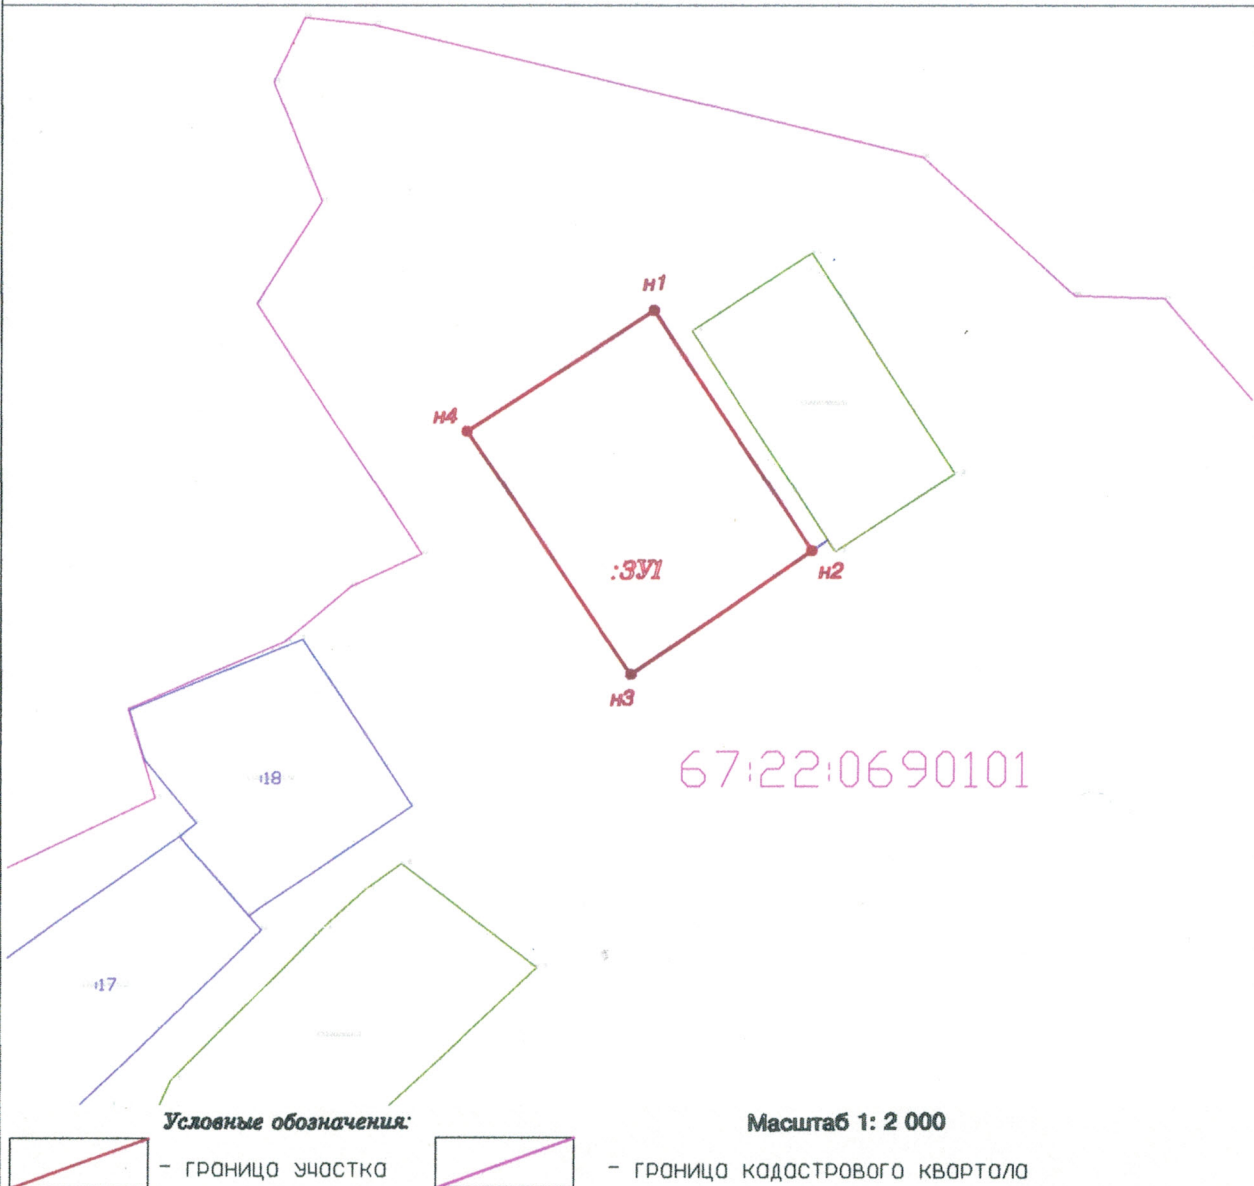 н1
н4
:ЗУ1
н2
н3
67:22:0690101
:18
:17
Условные обозначения:
Масштаб 1: 2 000
- граница участка
- граница кадастрового квартала